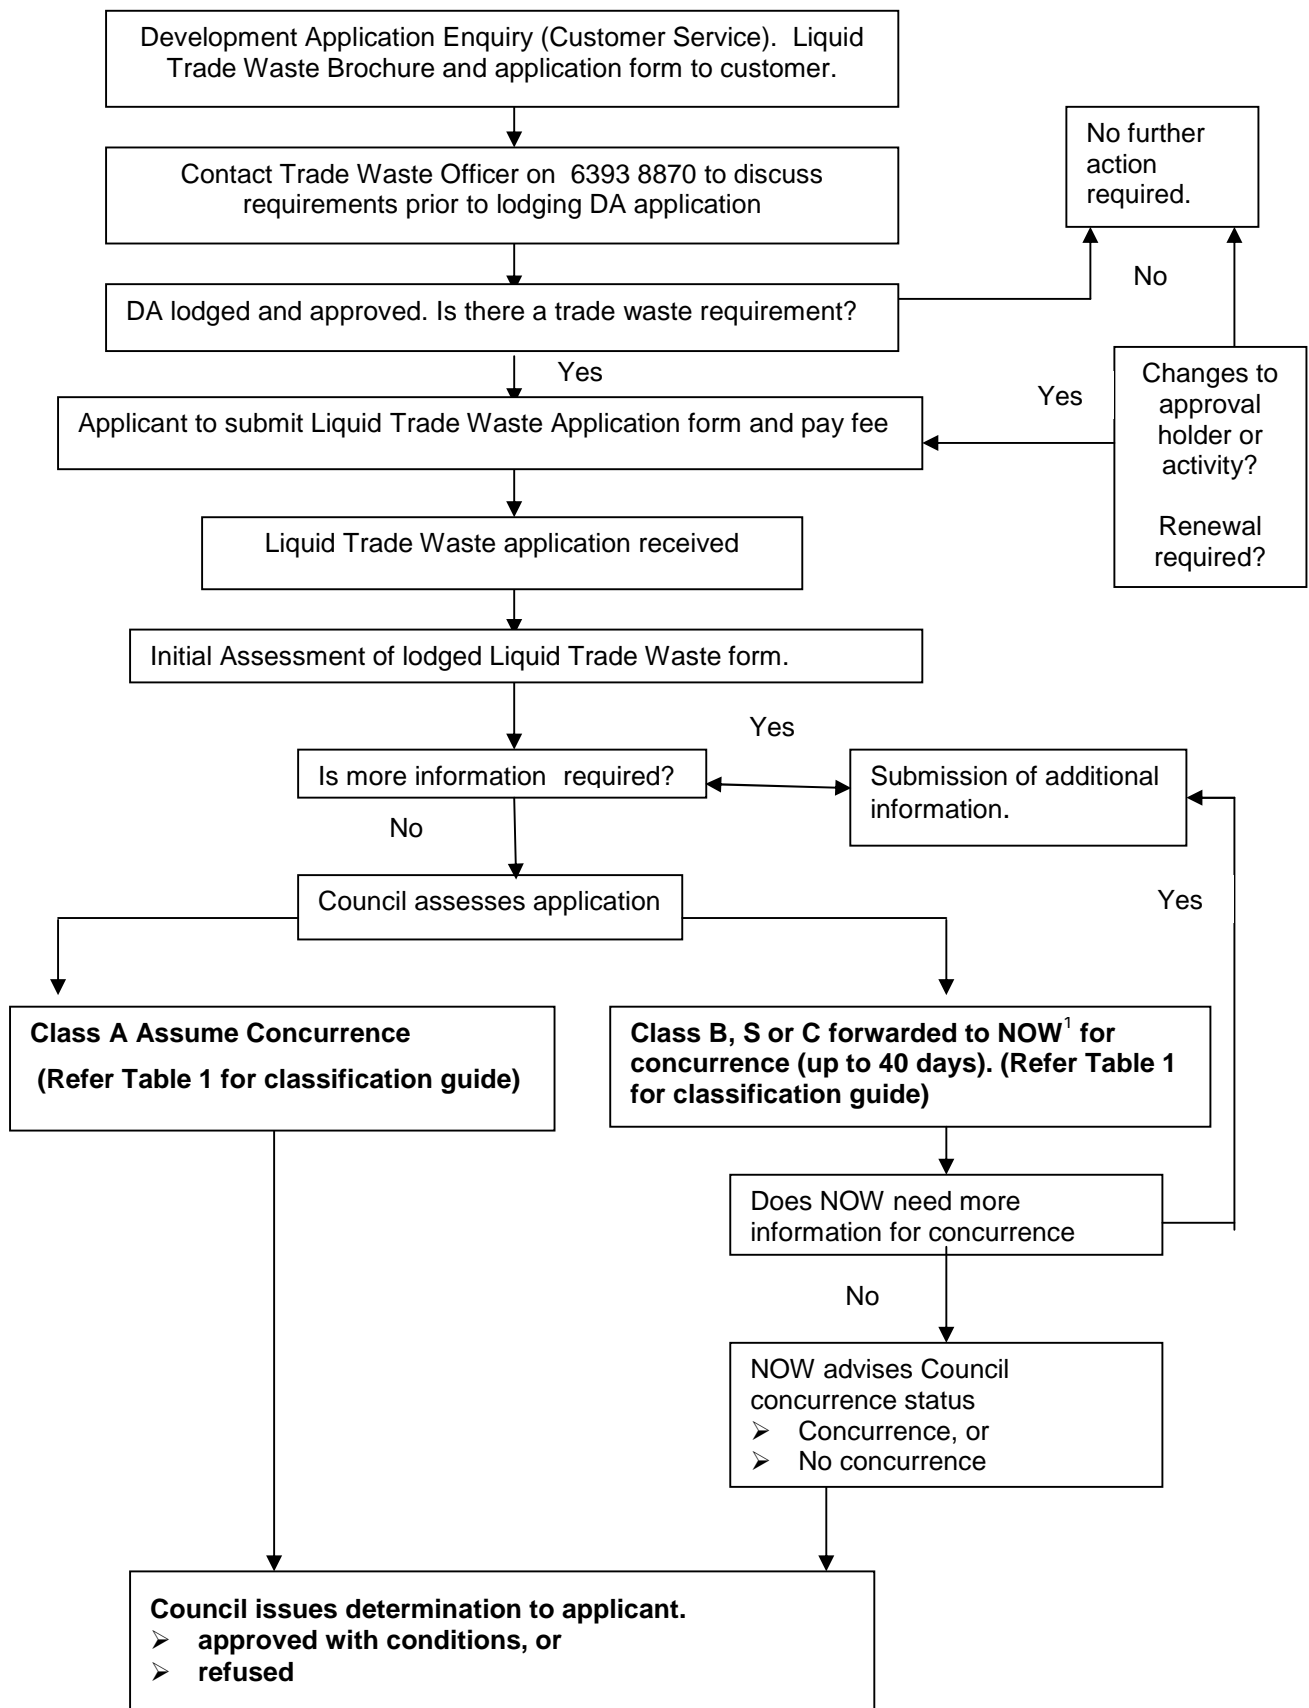 Development Application Enquiry (Customer Service). Liquid
Trade Waste Brochure and application form to customer.
Contact Trade Waste Officer on 6393 8870 to discuss
requirements prior to lodging DA application
No further
action
required.
No
DA lodged and approved. Is there a trade waste requirement?
Yes
Applicant to submit Liquid Trade Waste Application form and pay fee
Yes
Changes to
approval
holder or
activity?
Renewal
required?
Liquid Trade Waste application received
Initial Assessment of lodged Liquid Trade Waste form.
Yes
Is more information required?
Submission of additional
information.
No
Yes
Council assesses application
Class A Assume Concurrence
(Refer Table 1 for classification guide)
Class B, S or C forwarded to NOW¹ for
concurrence (up to 40 days). (Refer Table 1
for classification guide)
Does NOW need more
information for concurrence
No
NOW advises Council
concurrence status
➢ Concurrence, or
➢ No concurrence
Council issues determination to applicant.
➢ approved with conditions, or
➢ refused